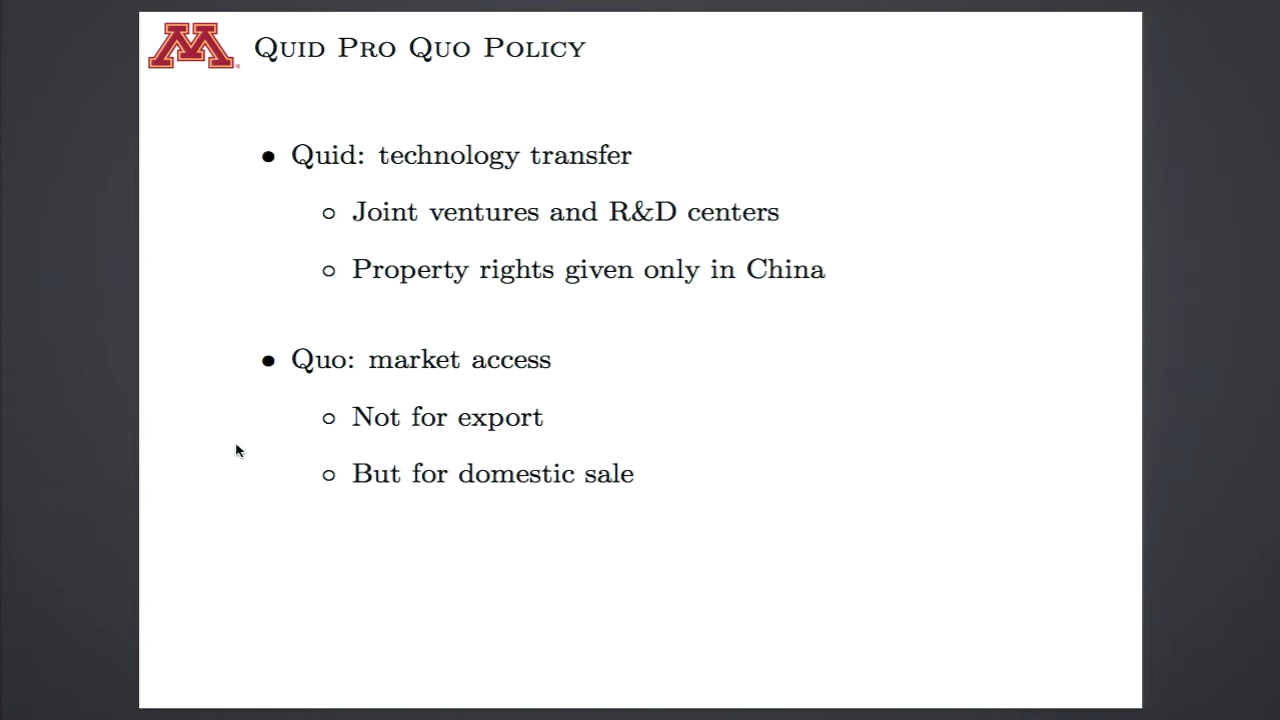 Quid Pro Quo Policy
• Quid: technology transfer
○ Joint ventures and R&D centers
○ Property rights given only in China
• Quo: market access
○ Not for export
○ But for domestic sale